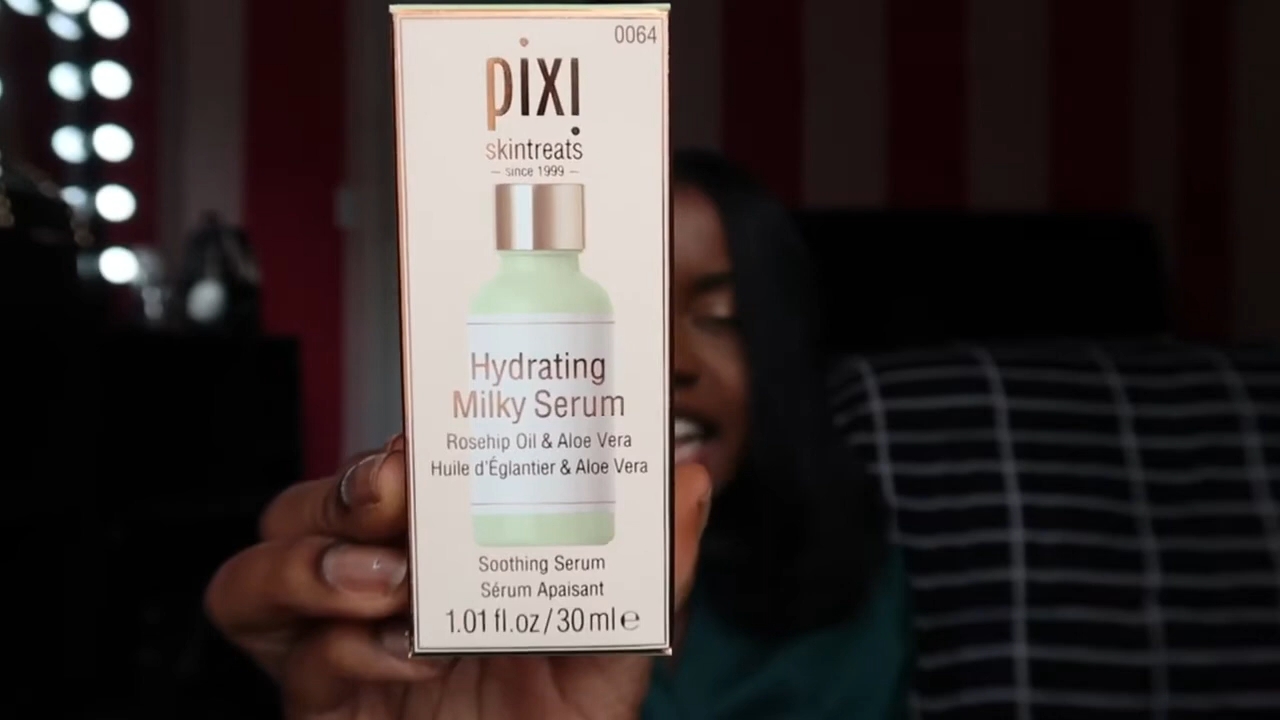 0064
pixi
skintreats
– since 1999 –
Hydrating
Milky Serum
Rosehip Oil & Aloe Vera
Huile d'Églantier & Aloe Vera
Soothing Serum
Sérum Apaisant
1.01 fl.oz/30 ml ℮